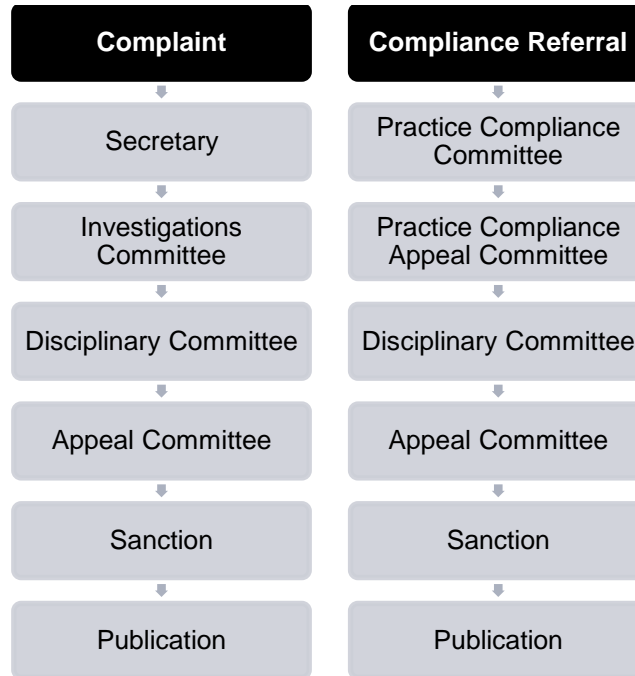 Complaint
Secretary
Investigations
Committee
Disciplinary Committee
Appeal Committee
Sanction
Publication
Compliance Referral
Practice Compliance
Committee
Practice Compliance
Appeal Committee
Disciplinary Committee
Appeal Committee
Sanction
Publication